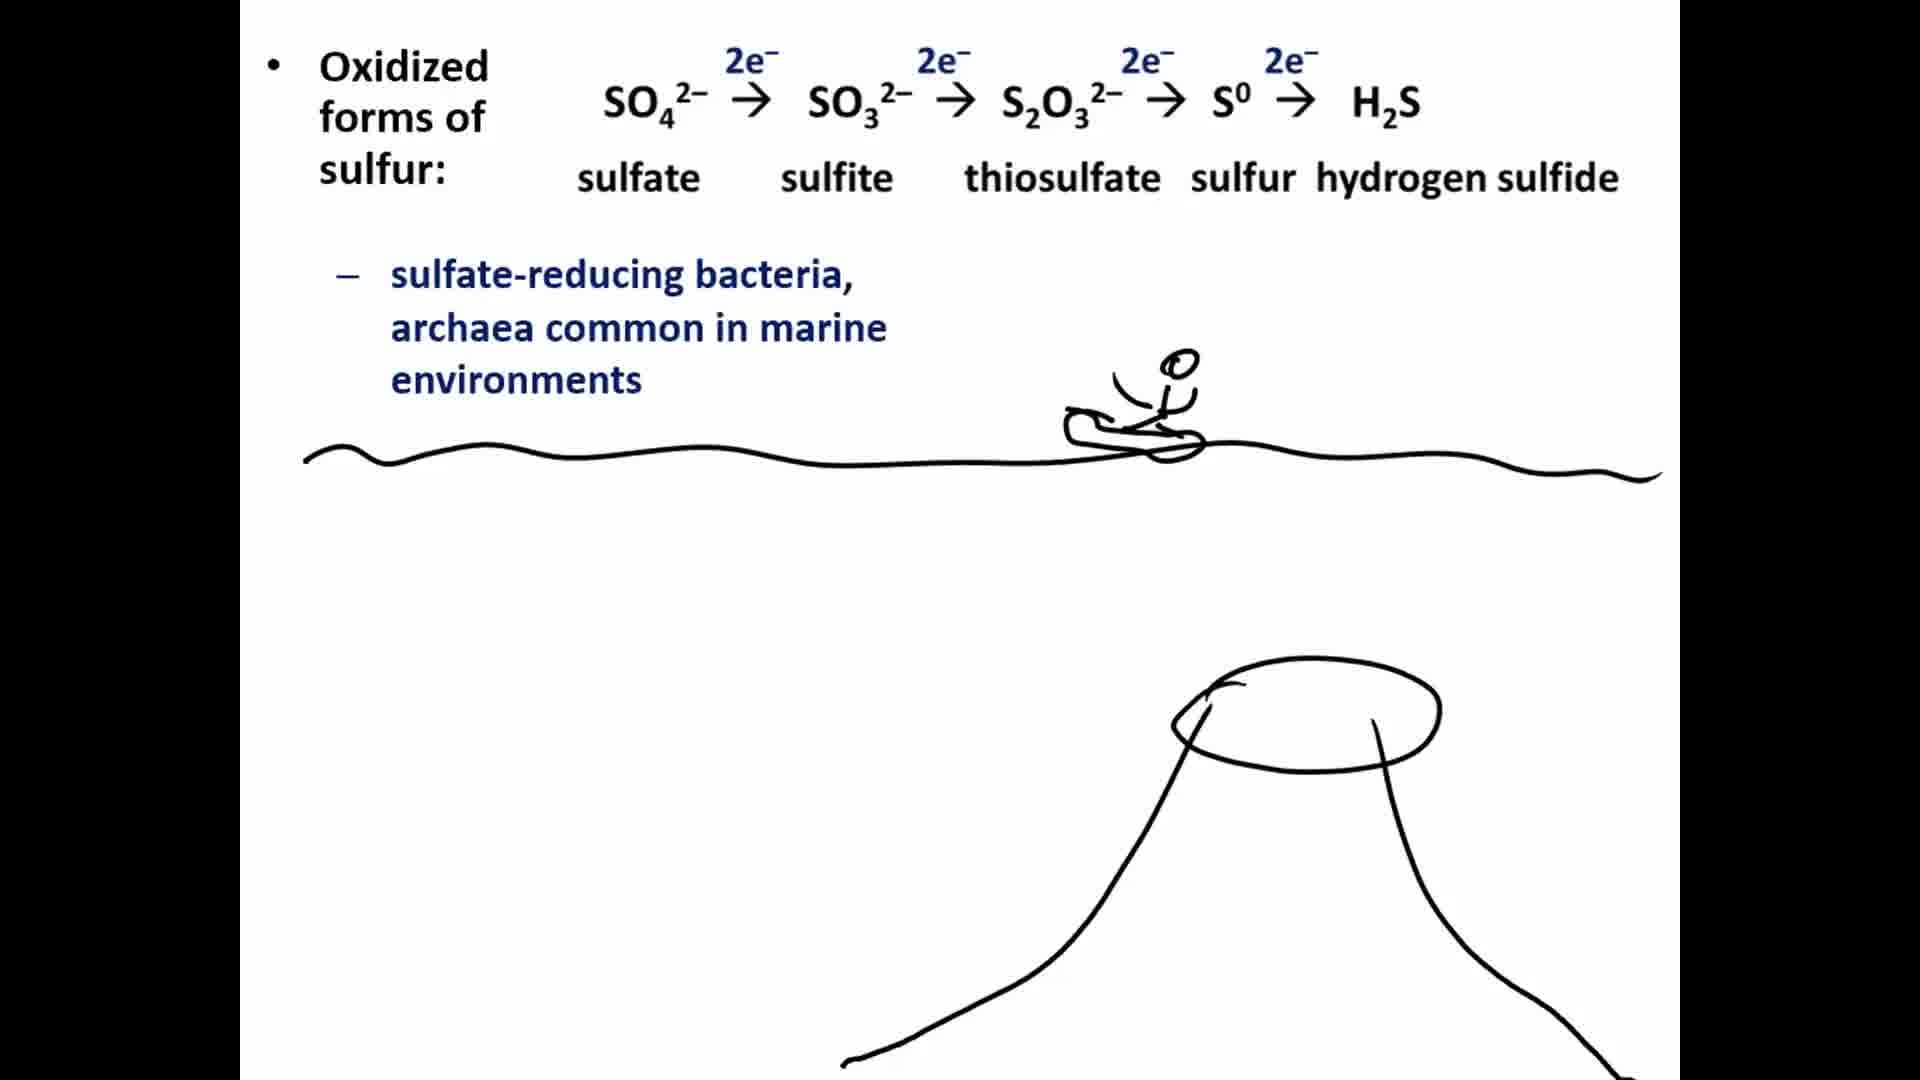 • Oxidized forms of sulfur:
2e⁻ 2e⁻ 2e⁻ 2e⁻
SO₄²⁻ → SO₃²⁻ → S₂O₃²⁻ → S⁰ → H₂S
sulfate sulfite thiosulfate sulfur hydrogen sulfide
– sulfate-reducing bacteria,
archaea common in marine
environments